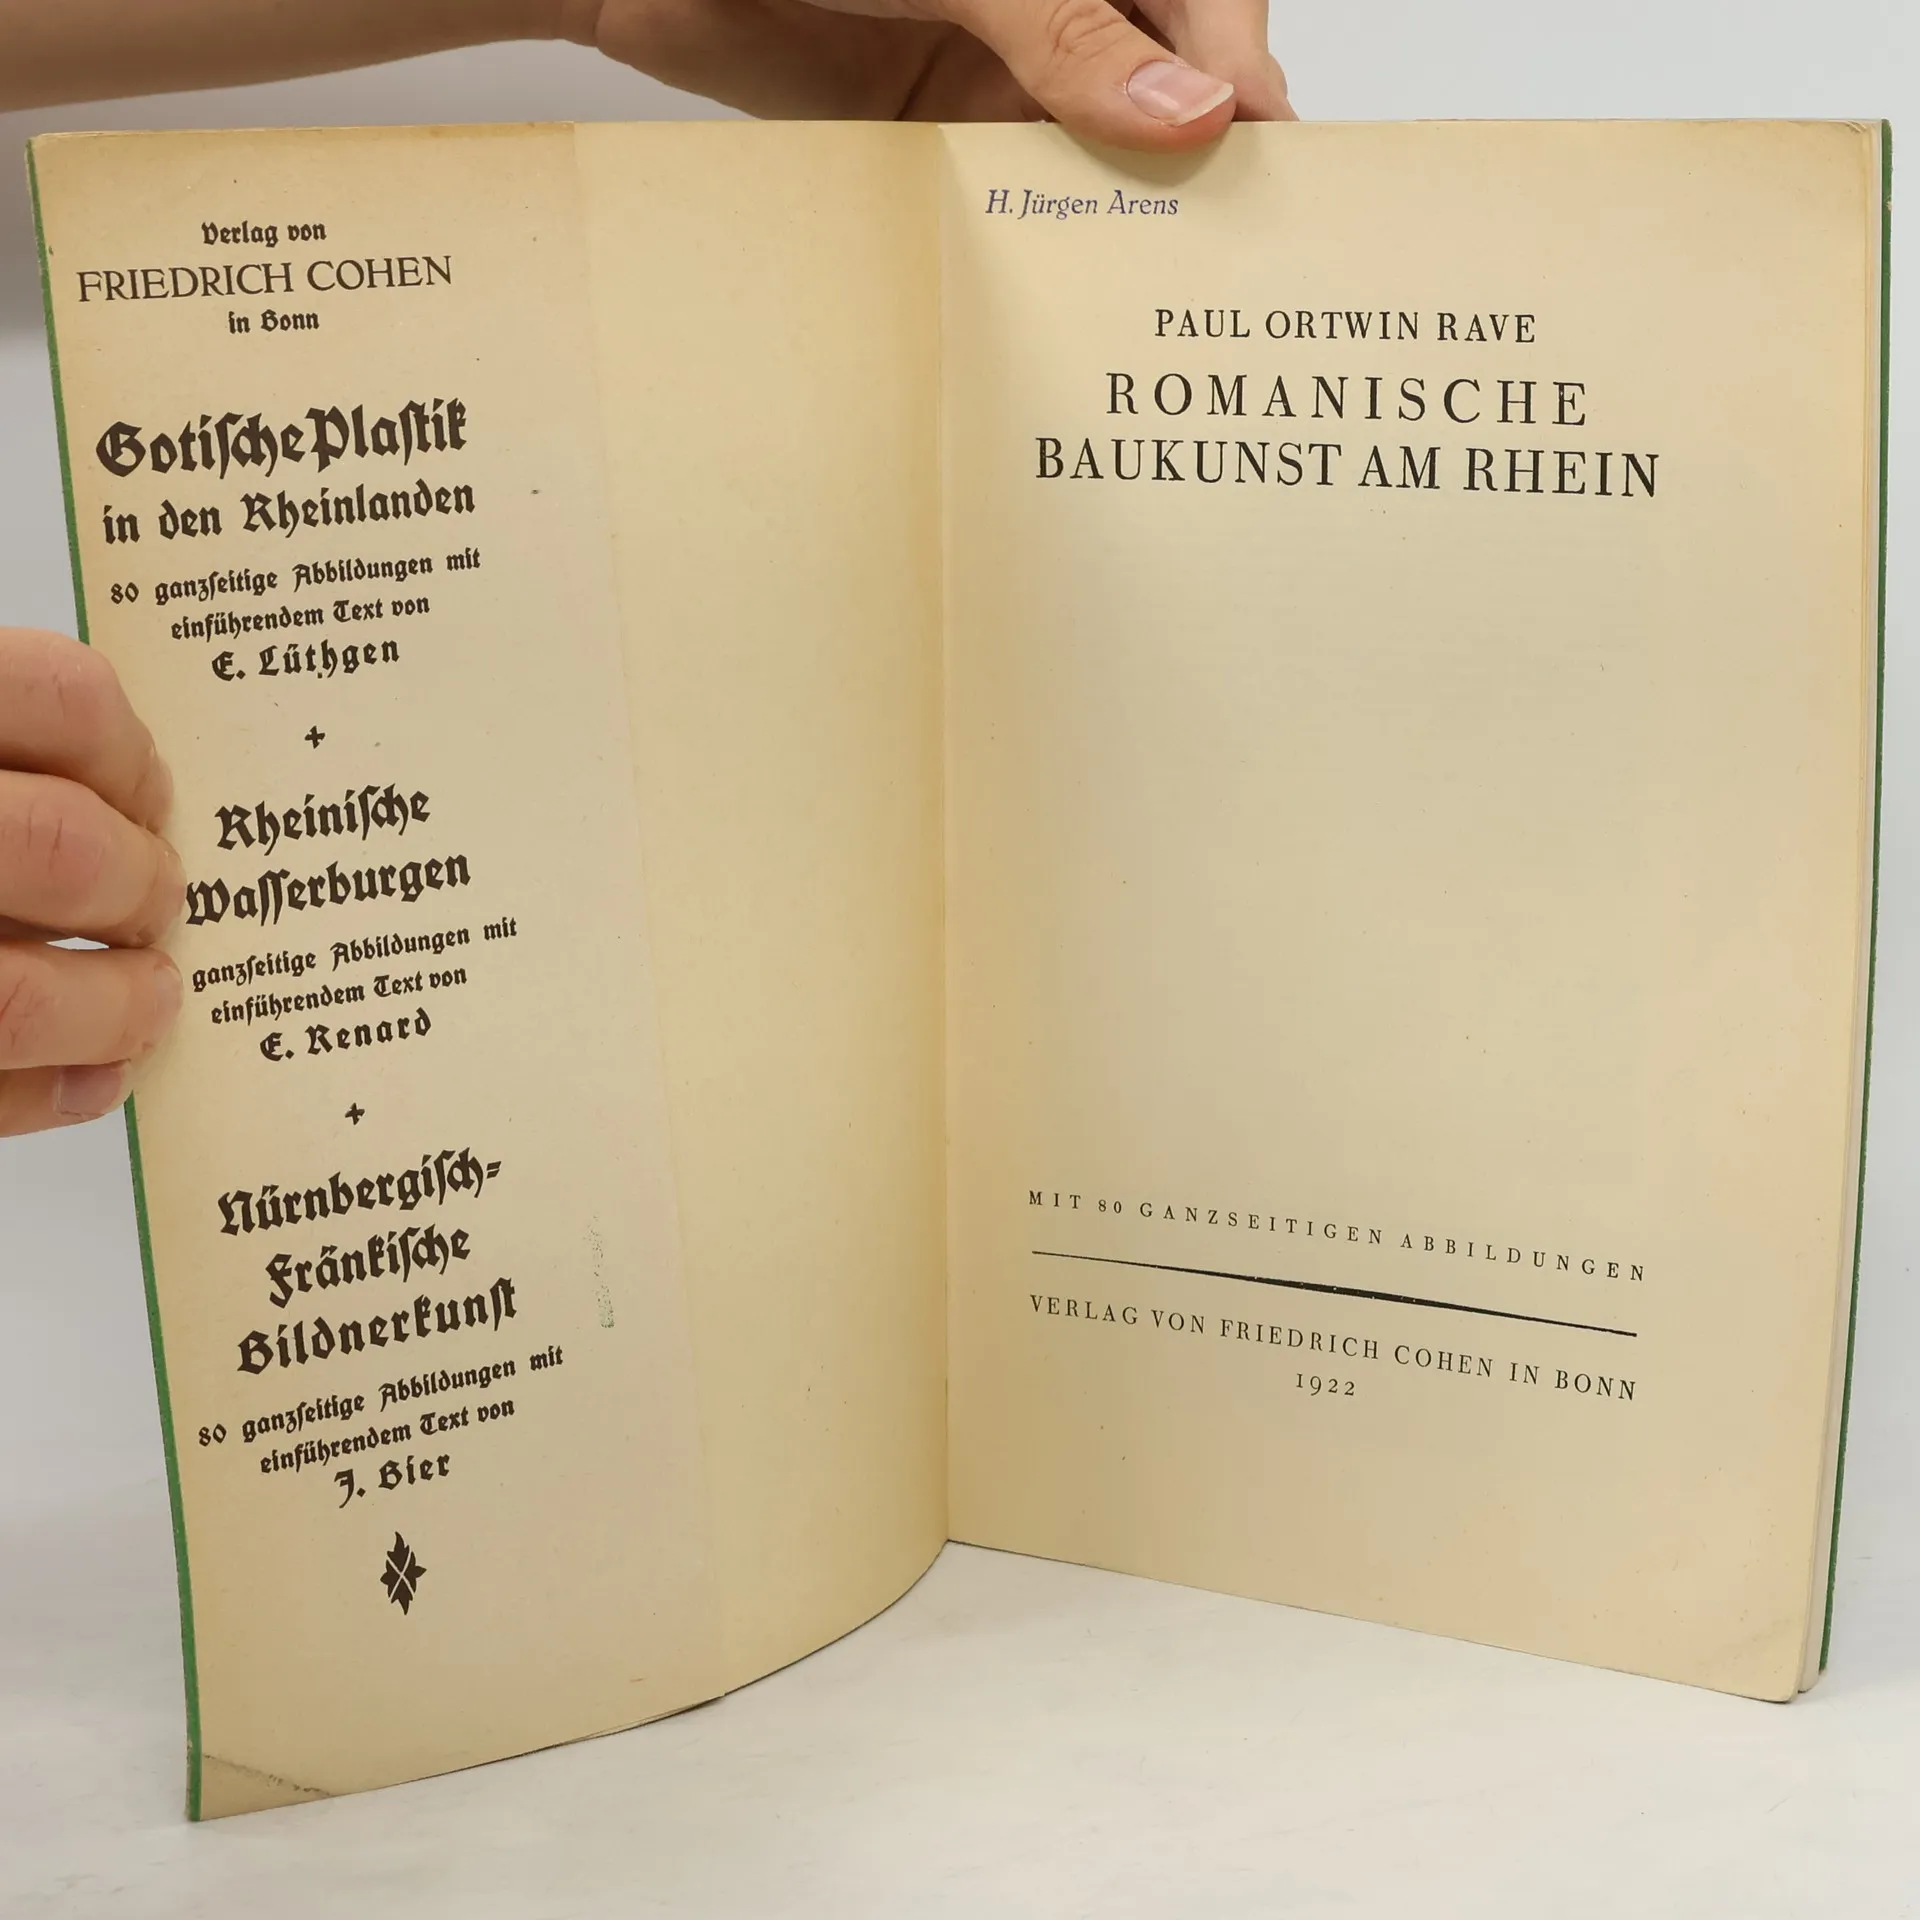 Verlag von
FRIEDRICH COHEN
in Bonn
Gotiſche Plaſtik
in den Rheinlanden
80 ganzſeitige Abbildungen mit
einführendem Text von
E. Lüthgen
+
Rheiniſche
Waſſerburgen
ganzſeitige Abbildungen mit
einführendem Text von
E. Renard
+
Nürnbergiſch-
Fränkiſche
Bildnerkunſt
80 ganzſeitige Abbildungen mit
einführendem Text von
J. Bier
H. Jürgen Arens
PAUL ORTWIN RAVE
ROMANISCHE
BAUKUNST AM RHEIN
MIT 80 GANZSEITIGEN ABBILDUNGEN
VERLAG VON FRIEDRICH COHEN IN BONN
1922